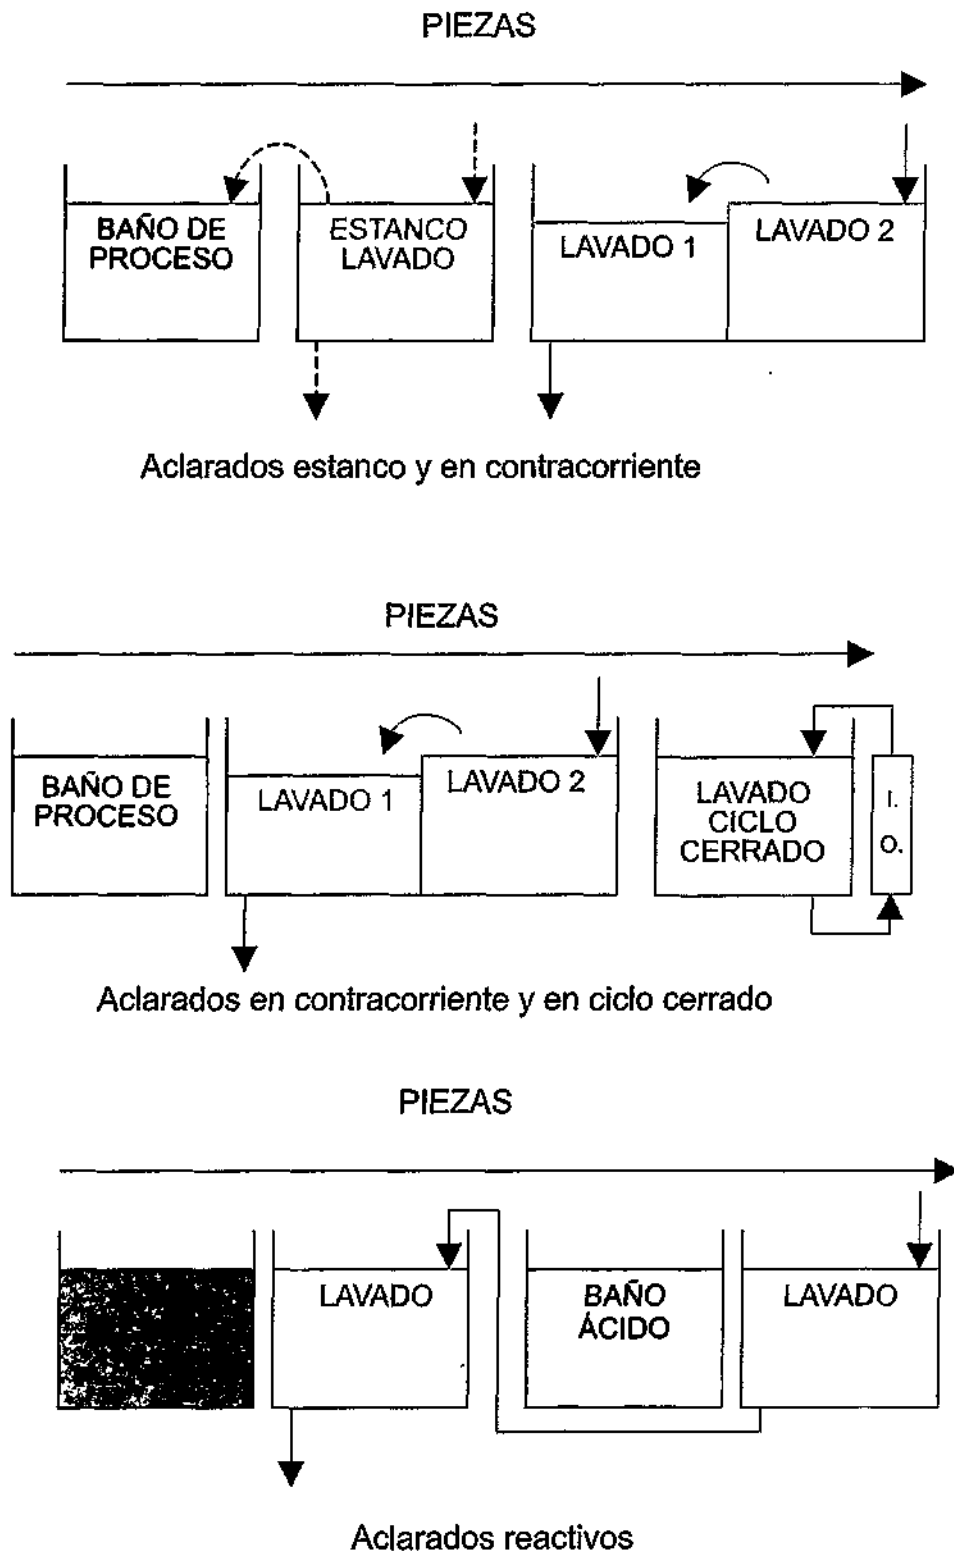 PIEZAS
BAÑO DE
PROCESO
ESTANCO
LAVADO
LAVADO 1
LAVADO 2
Aclarados estanco y en contracorriente
PIEZAS
BAÑO DE
PROCESO
LAVADO 1
LAVADO 2
LAVADO
CICLO
CERRADO
I.
O.
Aclarados en contracorriente y en ciclo cerrado
PIEZAS
LAVADO
BAÑO
ÁCIDO
LAVADO
Aclarados reactivos